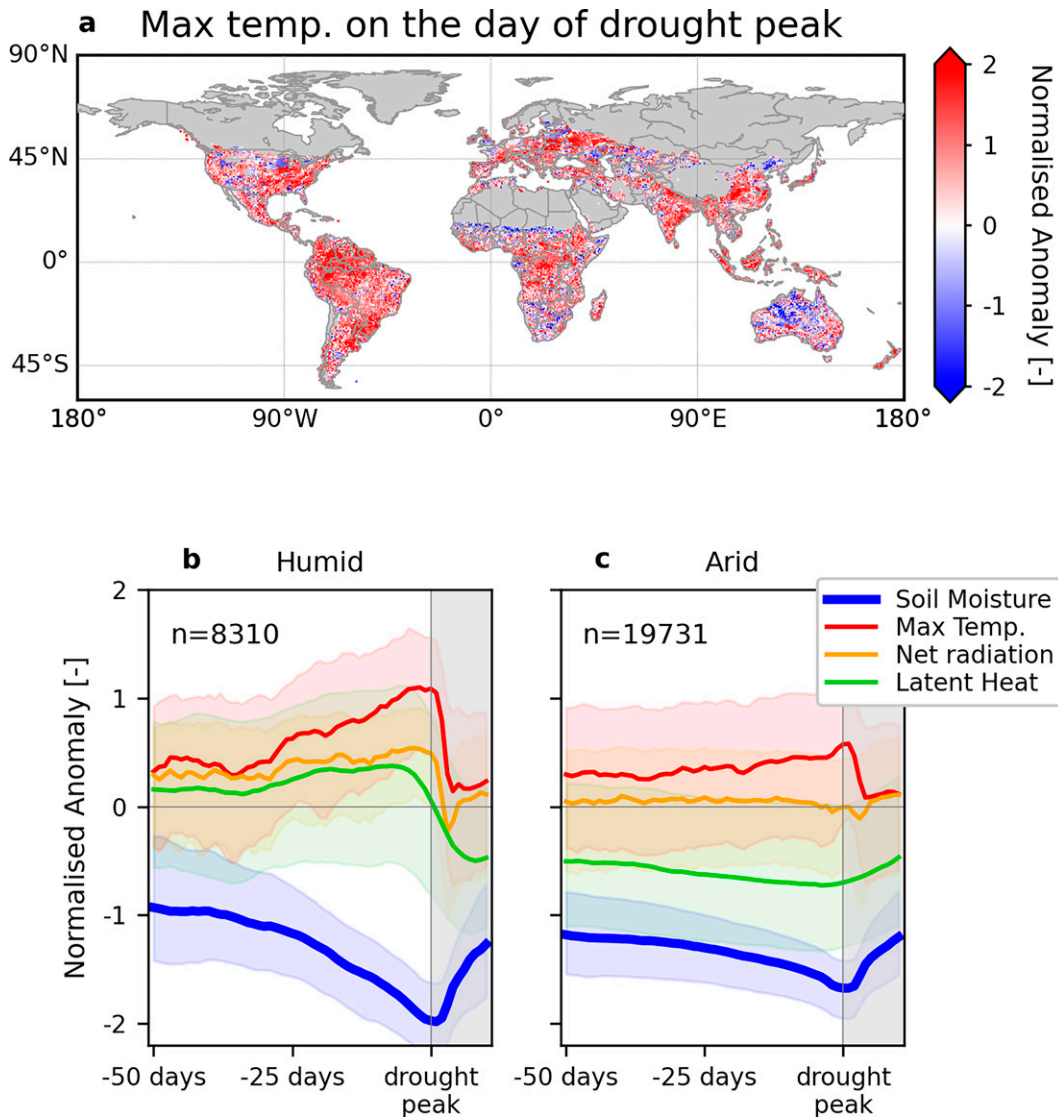 a Max temp. on the day of drought peak
90°N
45°N
0°
45°S
180° 90°W 0° 90°E 180°
2
1
0
-1
-2
Normalised Anomaly [-]
b Humid
n=8310
2
1
0
-1
-2
Normalised Anomaly [-]
-50 days -25 days drought
peak
c Arid
n=19731
Soil Moisture
Max Temp.
Net radiation
Latent Heat
-50 days -25 days drought
peak